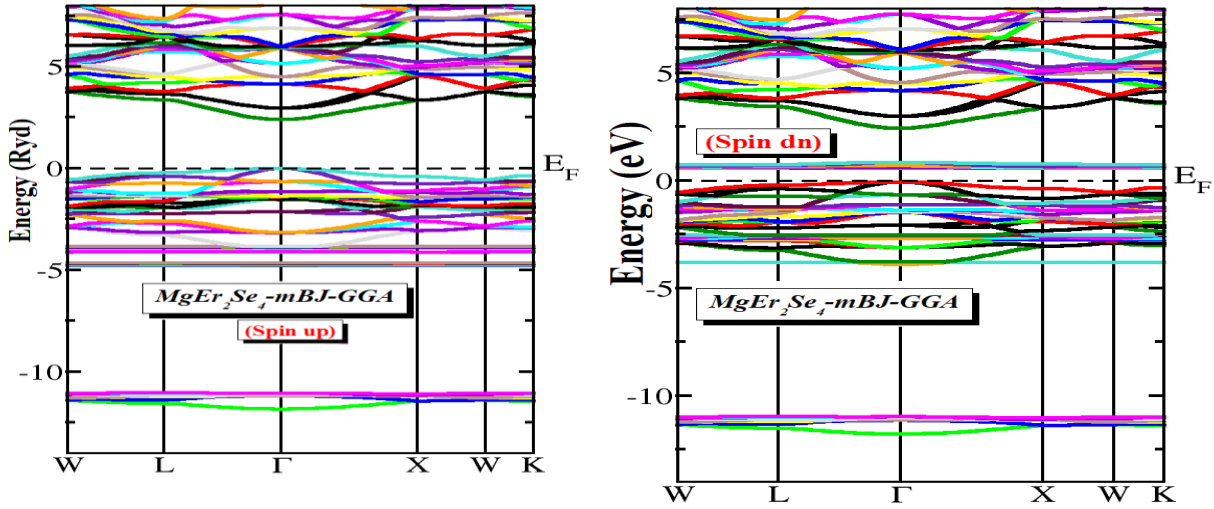 Energy (Ryd)
5
0
-5
-10
E_F
MgEr₂Se₄-mBJ-GGA
(Spin up)
W L Γ X W K
Energy (eV)
5
0
-5
-10
(Spin dn)
E_F
MgEr₂Se₄-mBJ-GGA
W L Γ X W K